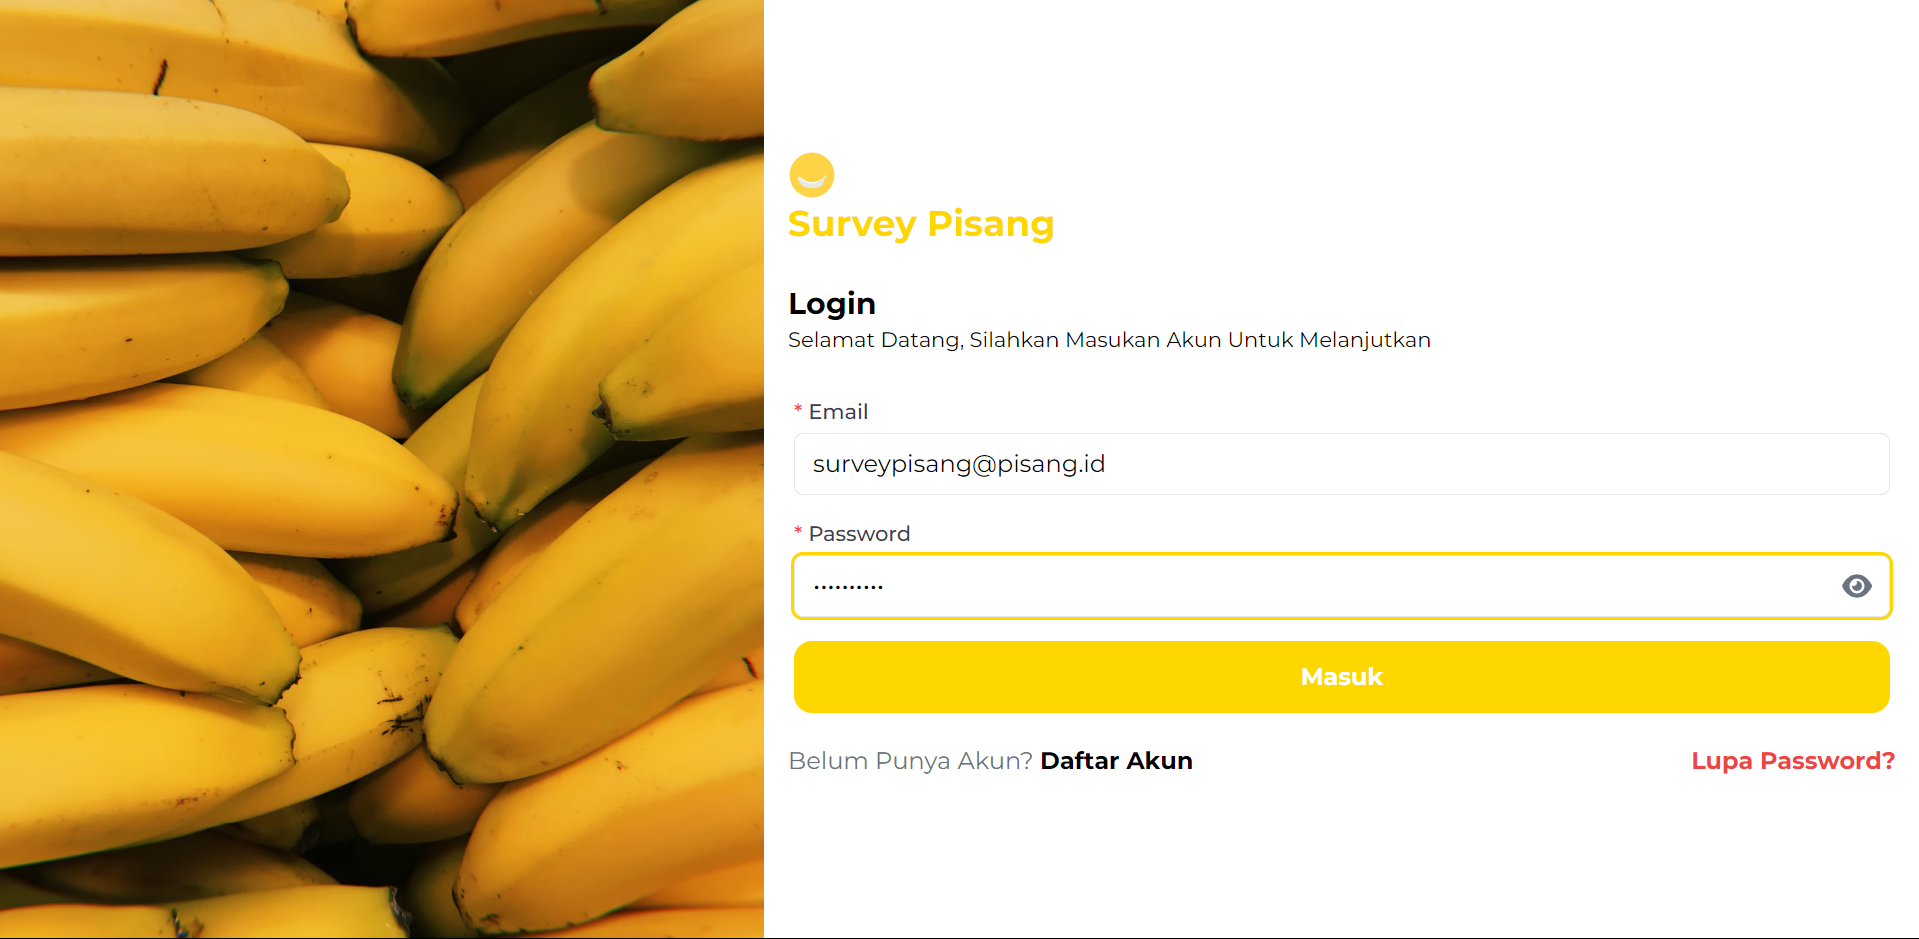 Survey Pisang
Login
Selamat Datang, Silahkan Masukan Akun Untuk Melanjutkan
* Email
surveypisang@pisang.id
* Password
••••••••••
Masuk
Belum Punya Akun? Daftar Akun
Lupa Password?